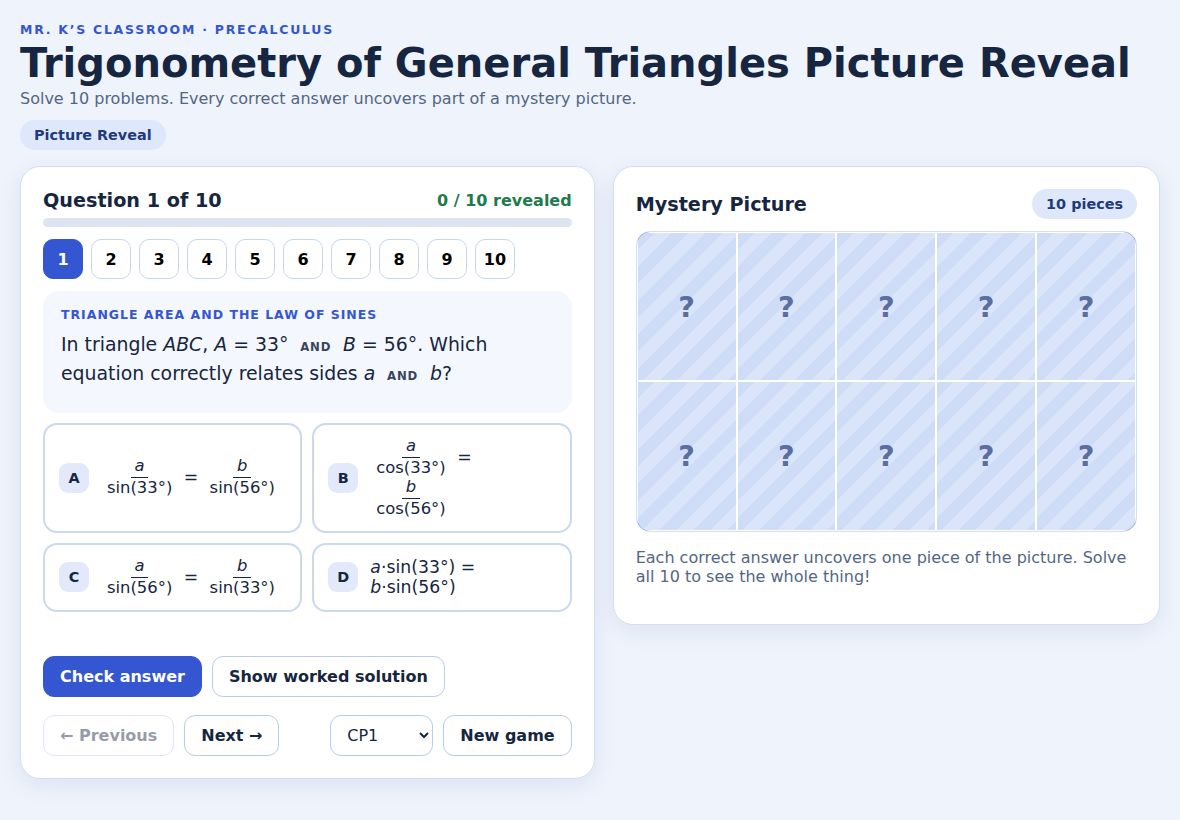 MR. K’S CLASSROOM · PRECALCULUS
Trigonometry of General Triangles Picture Reveal
Solve 10 problems. Every correct answer uncovers part of a mystery picture.
Picture Reveal
Question 1 of 10
0 / 10 revealed
1 2 3 4 5 6 7 8 9 10
TRIANGLE AREA AND THE LAW OF SINES
In triangle ABC, A = 33° AND B = 56°. Which
equation correctly relates sides a AND b?
A a/sin(33°) = b/sin(56°)
B a/cos(33°) =
b/cos(56°)
C a/sin(56°) = b/sin(33°)
D a·sin(33°) =
b·sin(56°)
Check answer
Show worked solution
← Previous
Next →
CP1
New game
Mystery Picture
10 pieces
? ? ? ? ?
? ? ? ? ?
Each correct answer uncovers one piece of the picture. Solve
all 10 to see the whole thing!